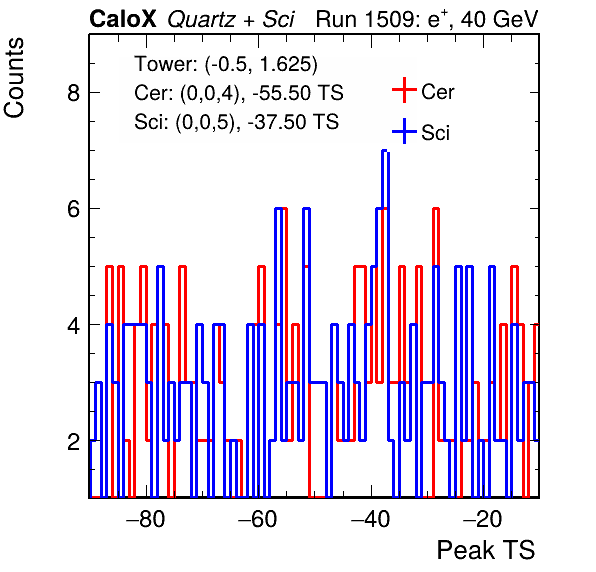 CaloX Quartz + Sci Run 1509: e+, 40 GeV
Counts
Tower: (-0.5, 1.625)
Cer: (0,0,4), -55.50 TS
Sci: (0,0,5), -37.50 TS
Cer
Sci
8
6
4
2
−80 −60 −40 −20
Peak TS